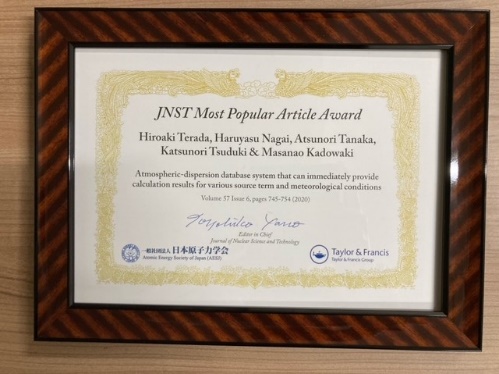 JNST Most Popular Article Award
Hiroaki Terada, Haruyasu Nagai, Atsunori Tanaka,
Katsunori Tsuduki & Masanao Kadowaki
Atmospheric-dispersion database system that can immediately provide
calculation results for various source term and meteorological conditions
Volume 57 Issue 6, pages 745-754 (2020)
Editor in Chief
Journal of Nuclear Science and Technology
一般社団法人 日本原子力学会
Atomic Energy Society of Japan (AESJ)
Taylor & Francis
Taylor & Francis Group